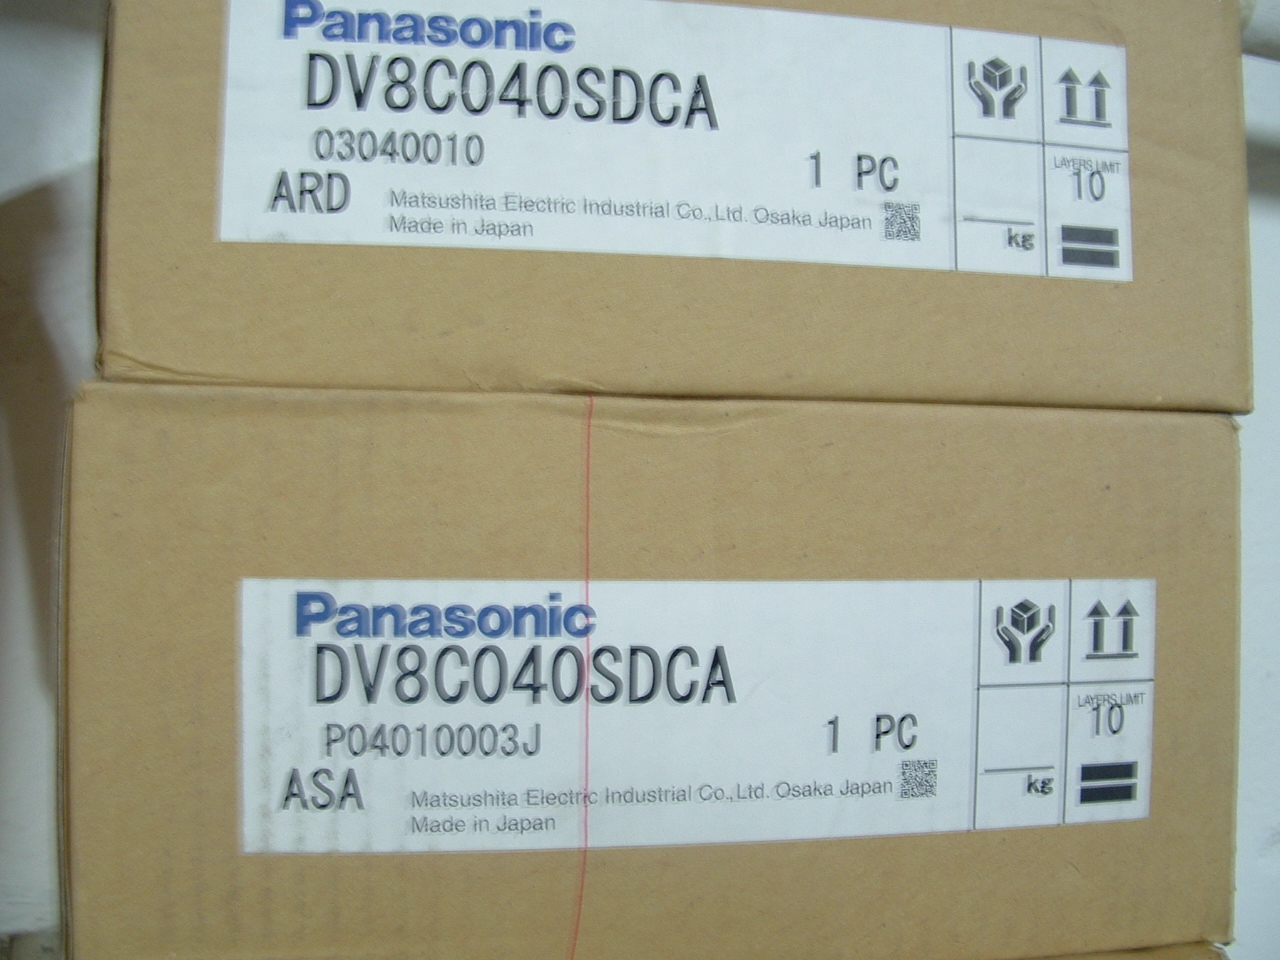 Panasonic
DV8C040SDCA
03040010
1 PC
ARD
Matsushita Electric Industrial Co.,Ltd. Osaka Japan
Made in Japan
LAYERS LIMIT
10
kg
Panasonic
DV8C040SDCA
P04010003J
1 PC
ASA
Matsushita Electric Industrial Co.,Ltd. Osaka Japan
Made in Japan
LAYERS LIMIT
10
kg